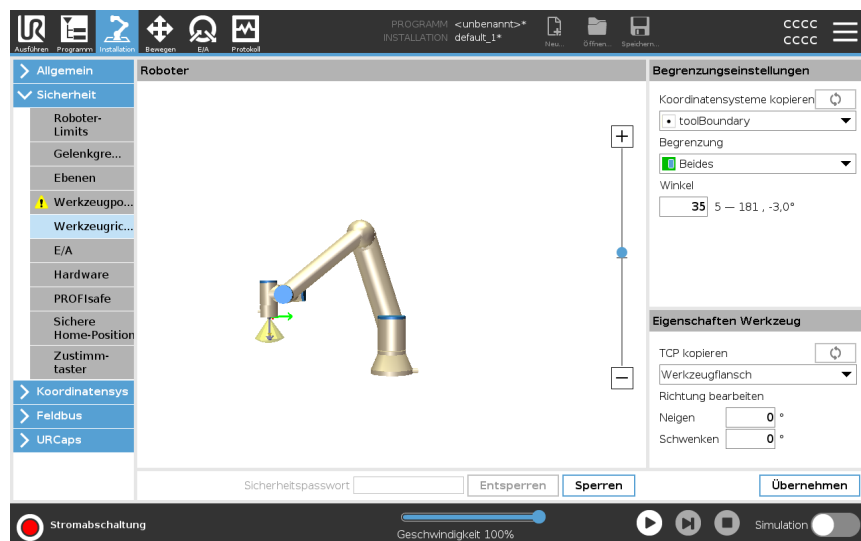 PROGRAMM <unbenannt>*
INSTALLATION default_1*
Ausführen
Programm
Installation
Bewegen
E/A
Protokoll
Neu...
Öffnen...
Speichern...
CCCC
CCCC
Allgemein
Sicherheit
Roboter-
Limits
Gelenkgre...
Ebenen
Werkzeugpo...
Werkzeugric...
E/A
Hardware
PROFIsafe
Sichere
Home-Position
Zustimm-
taster
Koordinatensys
Feldbus
URCaps
Roboter
Begrenzungseinstellungen
Koordinatensysteme kopieren
toolBoundary
Begrenzung
Beides
Winkel
35 5 — 181 , -3,0°
Eigenschaften Werkzeug
TCP kopieren
Werkzeugflansch
Richtung bearbeiten
Neigen 0 °
Schwenken 0 °
Sicherheitspasswort
Entsperren
Sperren
Übernehmen
Stromabschaltung
Geschwindigkeit 100%
Simulation